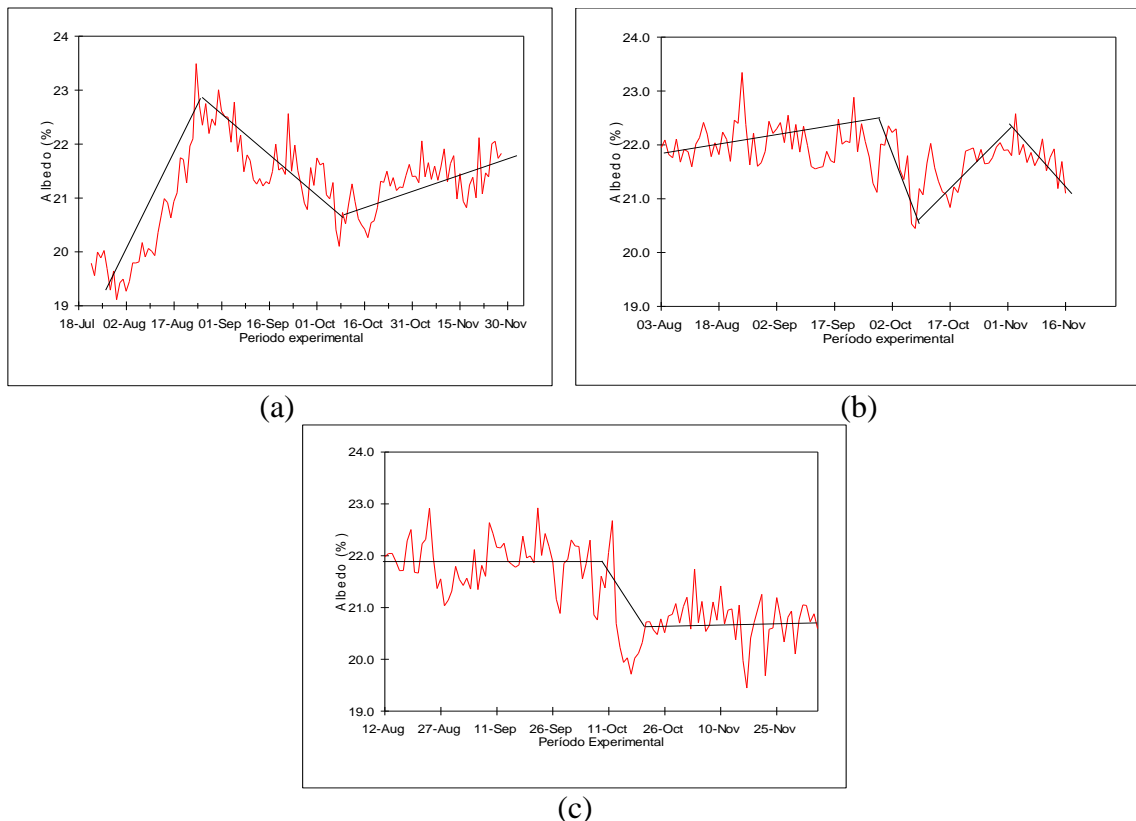 24
23
22
21
20
19
Albedo (%)
18-Jul 02-Aug 17-Aug 01-Sep 16-Sep 01-Oct 16-Oct 31-Oct 15-Nov 30-Nov
Periodo experimental
(a)
24.0
23.0
22.0
21.0
20.0
19.0
Albedo (%)
03-Aug 18-Aug 02-Sep 17-Sep 02-Oct 17-Oct 01-Nov 16-Nov
Período experimental
(b)
24.0
23.0
22.0
21.0
20.0
19.0
Albedo (%)
12-Aug 27-Aug 11-Sep 26-Sep 11-Oct 26-Oct 10-Nov 25-Nov
Período Experimental
(c)